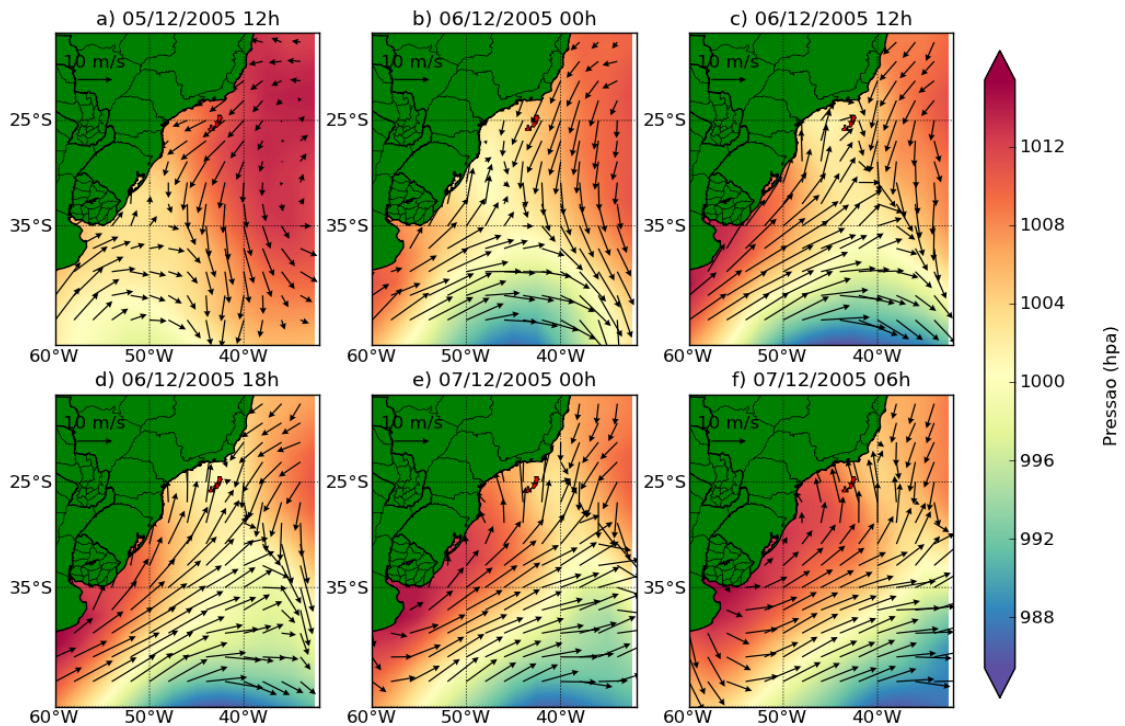 a) 05/12/2005 12h
b) 06/12/2005 00h
c) 06/12/2005 12h
10 m/s
10 m/s
10 m/s
25°S
25°S
25°S
35°S
35°S
35°S
60°W 50°W 40°W
60°W 50°W 40°W
60°W 50°W 40°W
d) 06/12/2005 18h
e) 07/12/2005 00h
f) 07/12/2005 06h
10 m/s
10 m/s
10 m/s
25°S
25°S
25°S
35°S
35°S
35°S
60°W 50°W 40°W
60°W 50°W 40°W
60°W 50°W 40°W
1012
1008
1004
1000
996
992
988
Pressao (hpa)